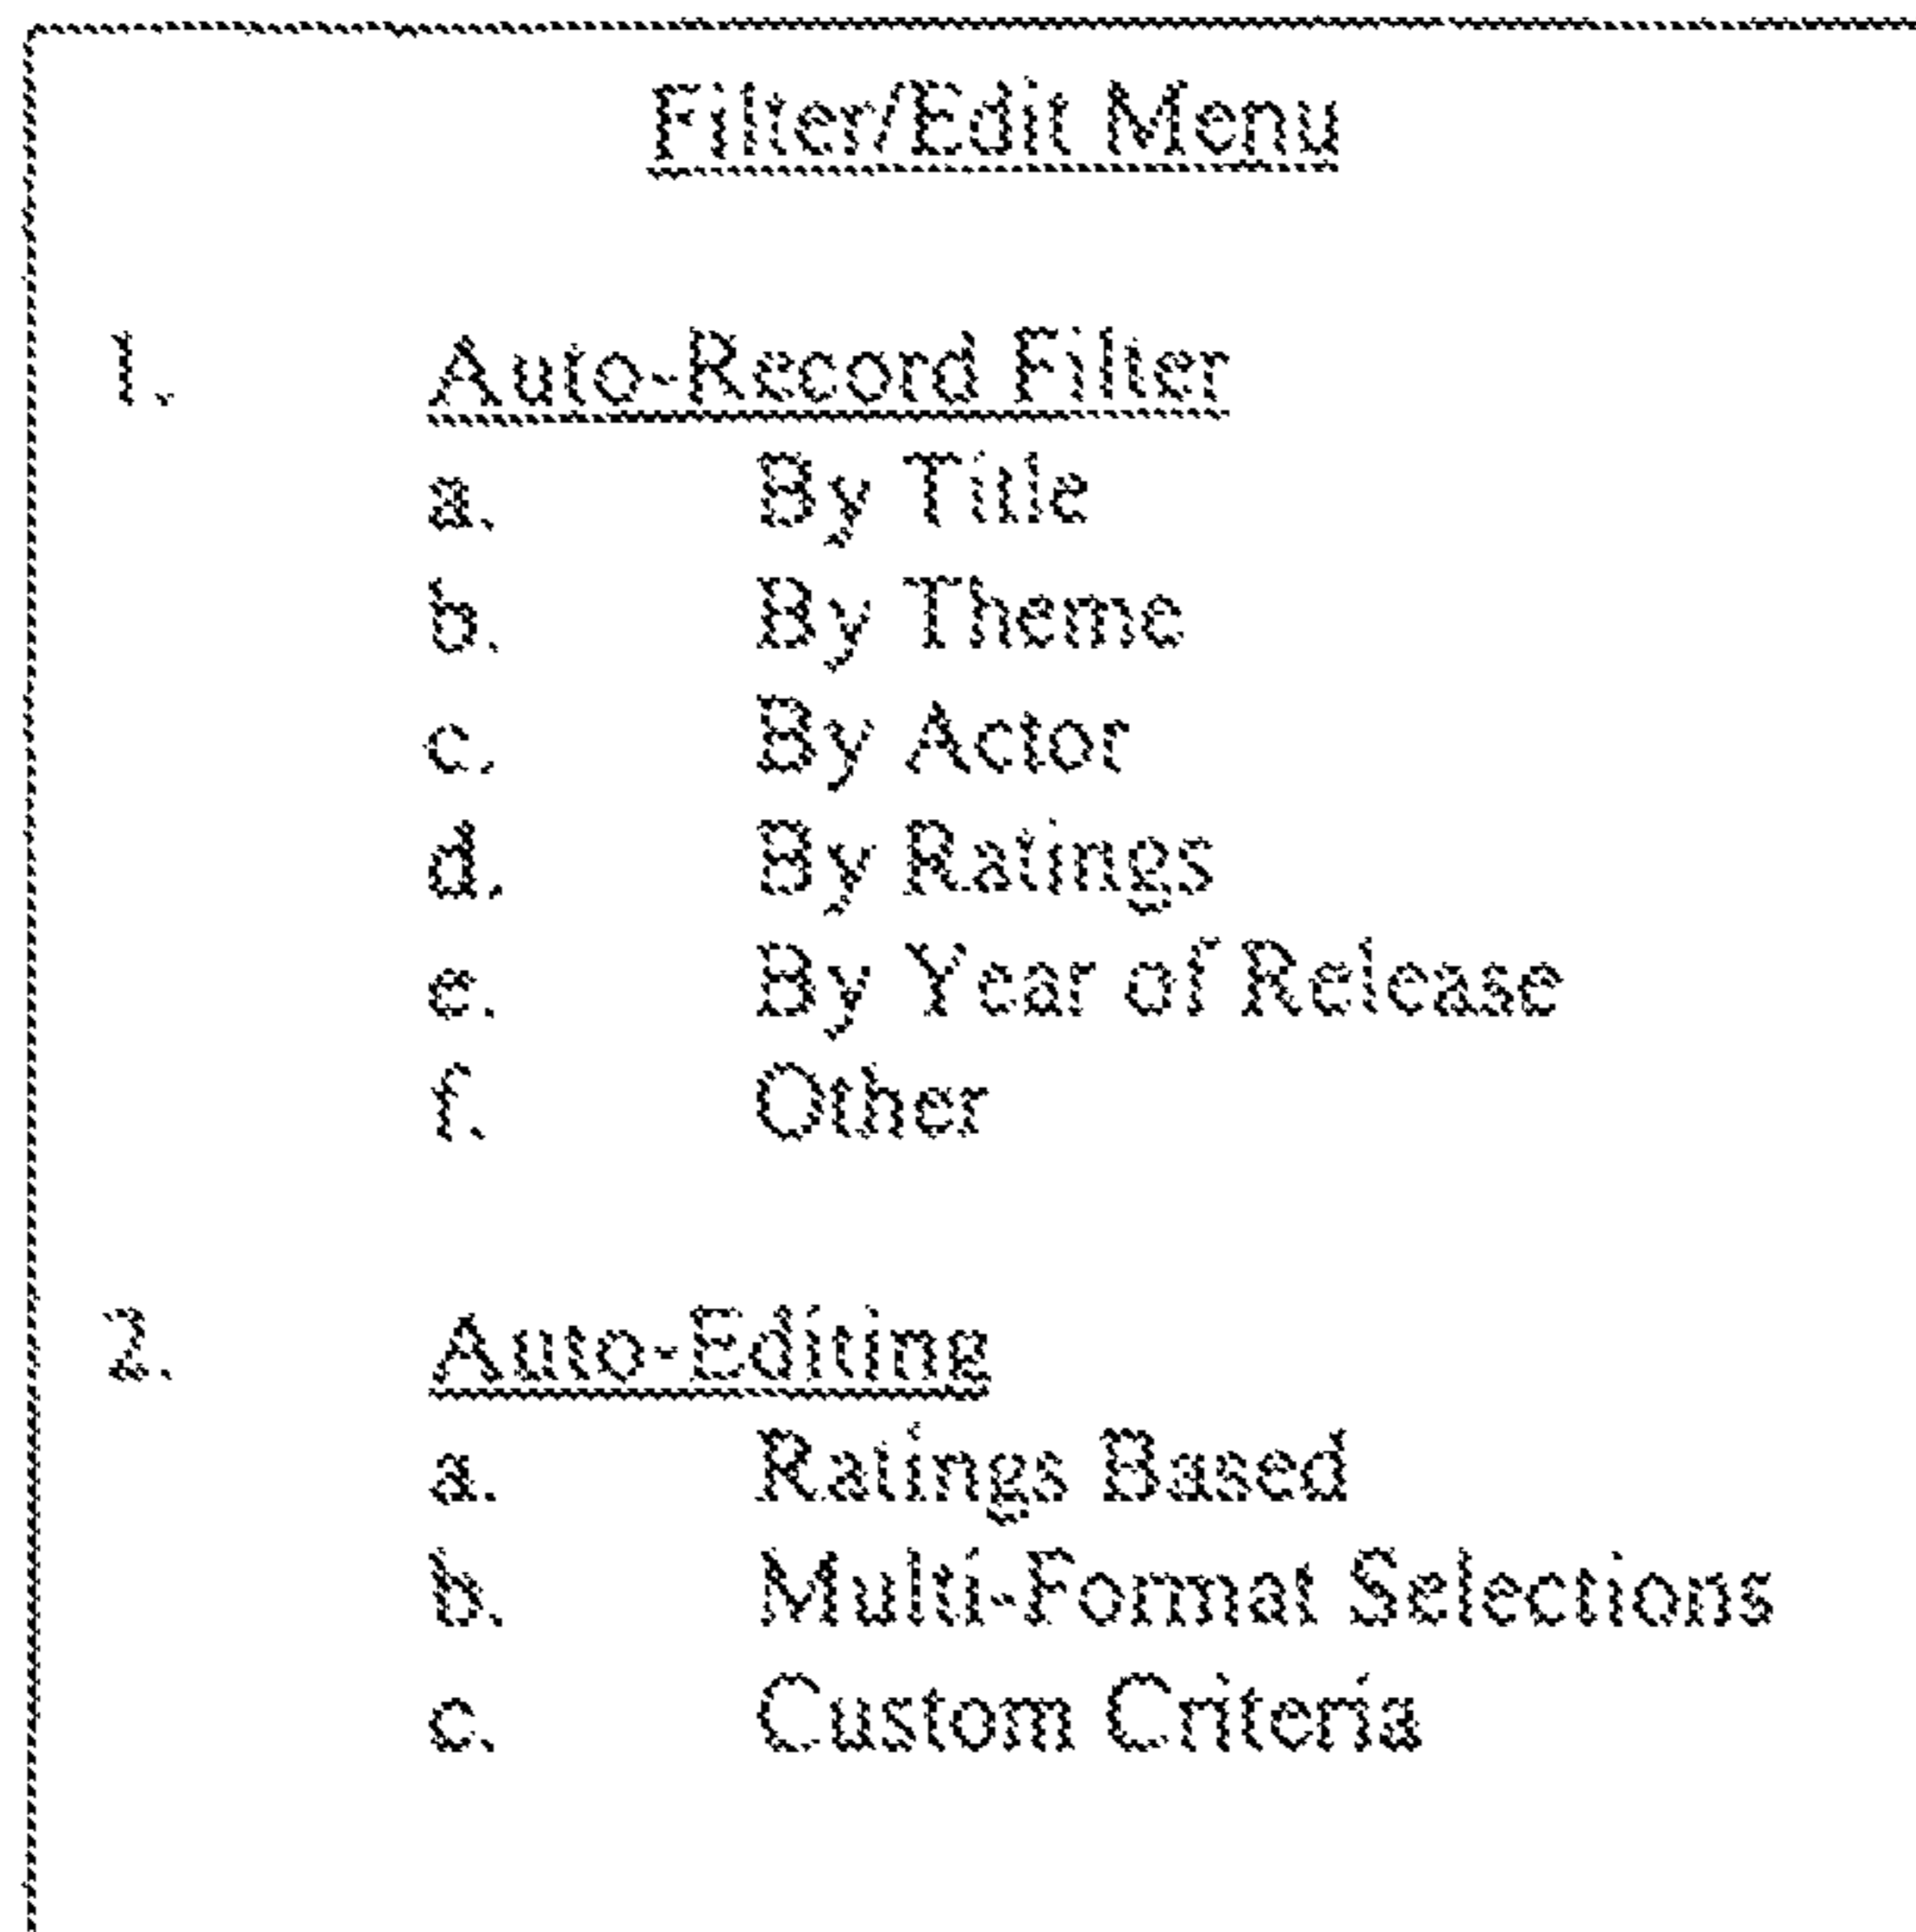 Filter/Edit Menu
1. Auto-Record Filter
a. By Title
b. By Theme
c. By Actor
d. By Ratings
e. By Year of Release
f. Other
2. Auto-Editing
a. Ratings Based
b. Multi-Format Selections
c. Custom Criteria